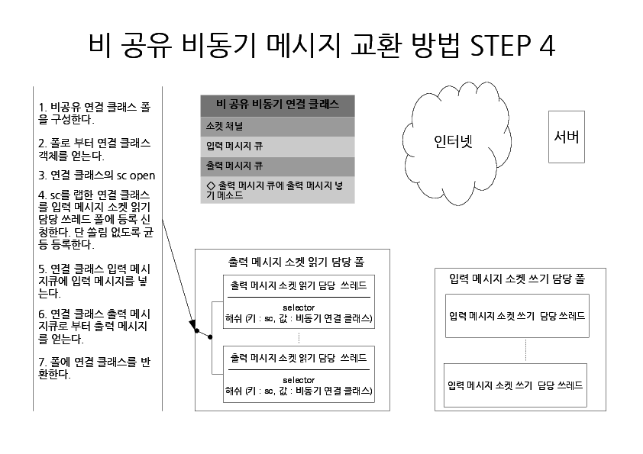 비 공유 비동기 메시지 교환 방법 STEP 4
1. 비공유 연결 클래스 폴
을 구성한다.
2. 폴로 부터 연결 클래스
객체를 얻는다.
3. 연결 클래스의 sc open
4. sc를 랩한 연결 클래스
를 입력 메시지 소켓 읽기
담당 쓰레드 폴에 등록 신
청한다. 단 쏠림 없도록 균
등 등록한다.
5. 연결 클래스 입력 메시
지큐에 입력 메시지를 넣
는다.
6. 연결 클래스 출력 메시
지큐로 부터 출력 메시지
를 얻는다.
7. 폴에 연결 클래스를 반
환한다.
비 공유 비동기 연결 클래스
소켓 채널
입력 메시지 큐
출력 메시지 큐
◇ 출력 메시지 큐에 출력 메시지 넣
기 메소드
인터넷
서버
출력 메시지 소켓 읽기 담당 폴
출력 메시지 소켓 읽기 담당 쓰레드
selector
해쉬 (키 : sc, 값 : 비동기 연결 클래스)
출력 메시지 소켓 읽기 담당 쓰레드
selector
해쉬 (키 : sc, 값 : 비동기 연결 클래스)
입력 메시지 소켓 쓰기 담당 폴
입력 메시지 소켓 쓰기 담당 쓰레드
입력 메시지 소켓 쓰기 담당 쓰레드